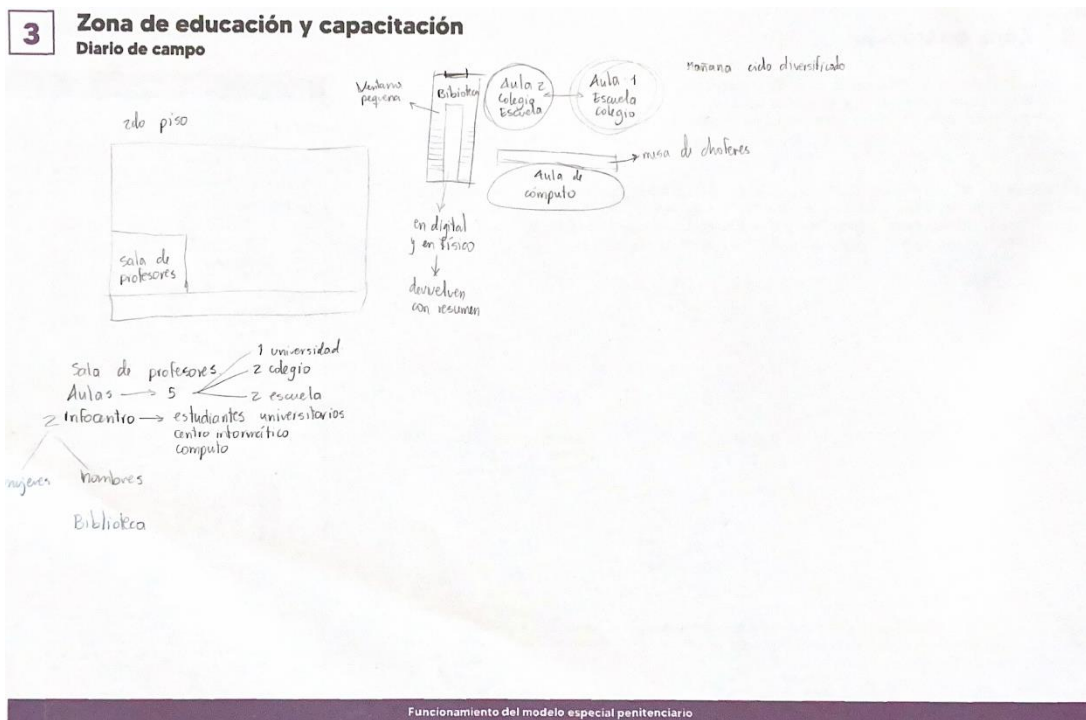 3
Zona de educación y capacitación
Diario de campo
Mañana ciclo diversificado
Ventana
pequeña
Bibioteca
Aula 2
Colegio
Escuela
Aula 1
Escuela
Colegio
mesa de choferes
Aula de
cómputo
en digital
y en físico
devuelven
con resumen
2do piso
sala de
profesores
Sala de profesores
Aulas → 5
1 universidad
2 colegio
2 escuela
2 infocentro → estudiantes universitarios
centro informático
computo
mujeres
hombres
Biblioteca
Funcionamiento del modelo especial penitenciario